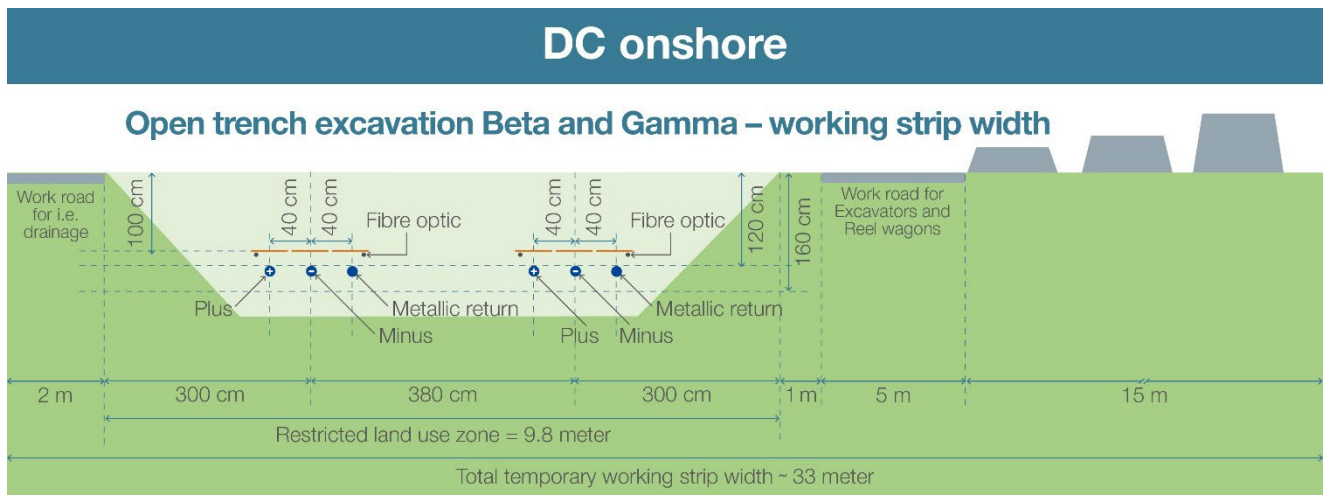 DC onshore
Open trench excavation Beta and Gamma – working strip width
Work road
for i.e.
drainage
100 cm
40 cm
40 cm
Fibre optic
40 cm
40 cm
Fibre optic
120 cm
160 cm
Work road for
Excavators and
Reel wagons
+
–
+
–
Plus
Metallic return
Minus
Plus
Metallic return
Minus
2 m
300 cm
380 cm
300 cm
1 m
5 m
15 m
Restricted land use zone = 9.8 meter
Total temporary working strip width ~ 33 meter